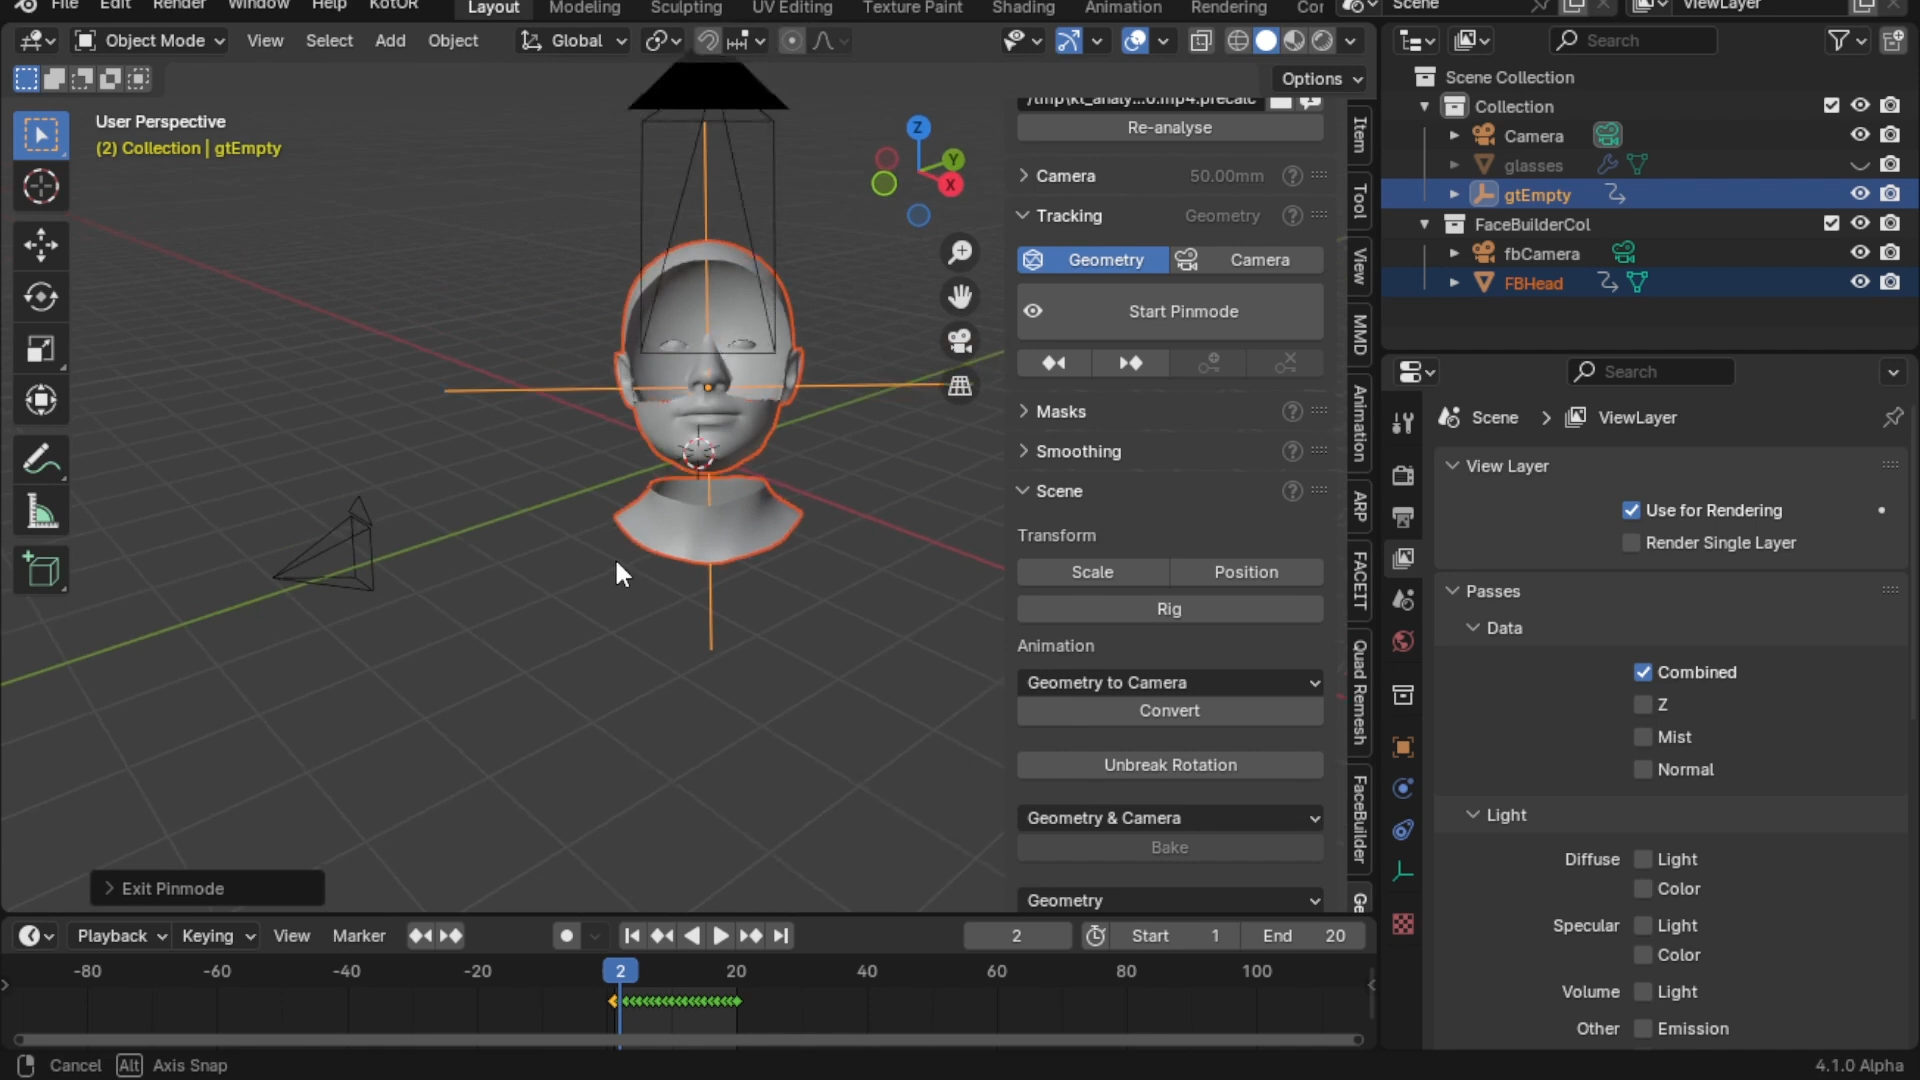 File Edit Render Window Help KotOR Layout Modeling Sculpting UV Editing Texture Paint Shading Animation Rendering Scene ViewLayer
Object Mode View Select Add Object Global Search
Options
User Perspective
(2) Collection | gtEmpty
Z
Y
X
Re-analyse
Camera 50.00mm
Tracking Geometry
Geometry Camera
Start Pinmode
Masks
Smoothing
Scene
Transform
Scale Position
Rig
Animation
Geometry to Camera
Convert
Unbreak Rotation
Geometry & Camera
Bake
Geometry
Item
Tool
View
MMD
Animation
ARP
FACEIT
Quad Remesh
FaceBuilder
Ge
Scene Collection
Collection
Camera
glasses
gtEmpty
FaceBuilderCol
fbCamera
FBHead
Search
Scene > ViewLayer
View Layer
Use for Rendering
Render Single Layer
Passes
Data
Combined
Z
Mist
Normal
Light
Diffuse Light
Color
Specular Light
Color
Volume Light
Other Emission
Exit Pinmode
Playback Keying View Marker 2 Start 1 End 20
-80 -60 -40 -20 2 20 40 60 80 100
Cancel Alt Axis Snap 4.1.0 Alpha